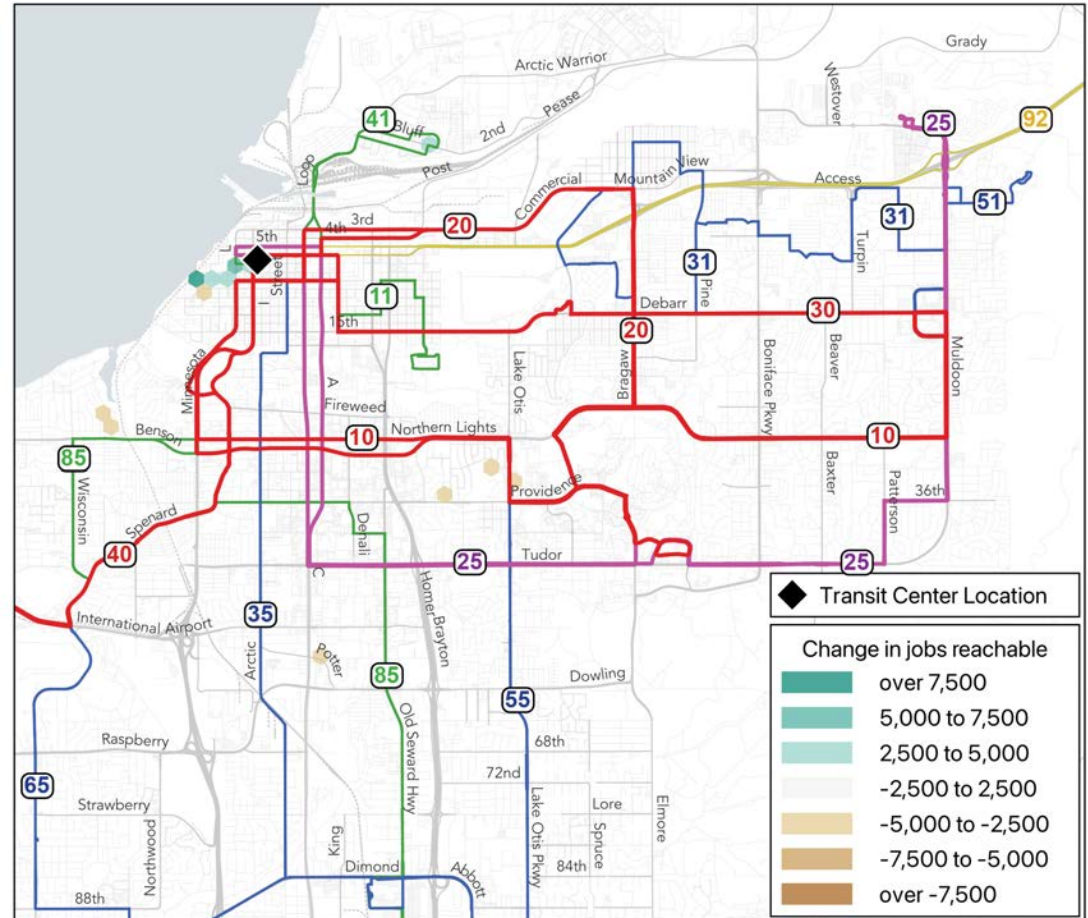 Grady
Arctic Warrior
Westover
Pease
41
Bluff
2nd
25
92
Post
Loop
Mountain View
Access
Commercial
51
3rd
4th
20
31
5th
L
Turpin
Street
31
Pine
I
11
Debarr
30
15th
20
Minnesota
Lake Otis
Bragaw
Boniface Pkwy
Beaver
Muldoon
A
Fireweed
Benson
10
Northern Lights
10
85
Wisconsin
Baxter
Providence
Patterson
36th
Spenard
Denali
40
25
Tudor
25
C
Homer
Brayton
Transit Center Location
35
International Airport
Arctic
Potter
Change in jobs reachable
over 7,500
85
Dowling
5,000 to 7,500
55
Old Seward Hwy
2,500 to 5,000
Raspberry
68th
-2,500 to 2,500
72nd
65
Strawberry
Lake Otis Pkwy
Lore
Elmore
-5,000 to -2,500
Northwood
King
Spruce
-7,500 to -5,000
Dimond
Abbott
84th
88th
over -7,500